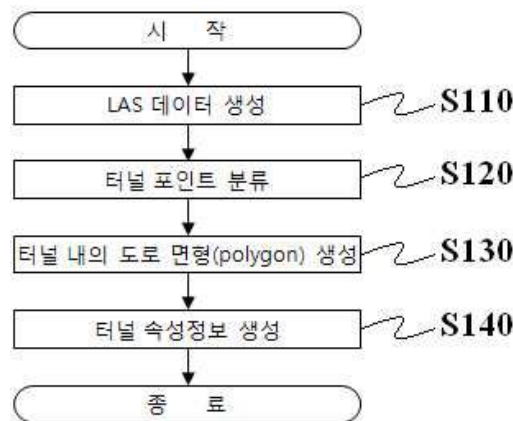 시 작
LAS 데이터 생성 S110
터널 포인트 분류 S120
터널 내의 도로 면형(polygon) 생성 S130
터널 속성정보 생성 S140
종 료